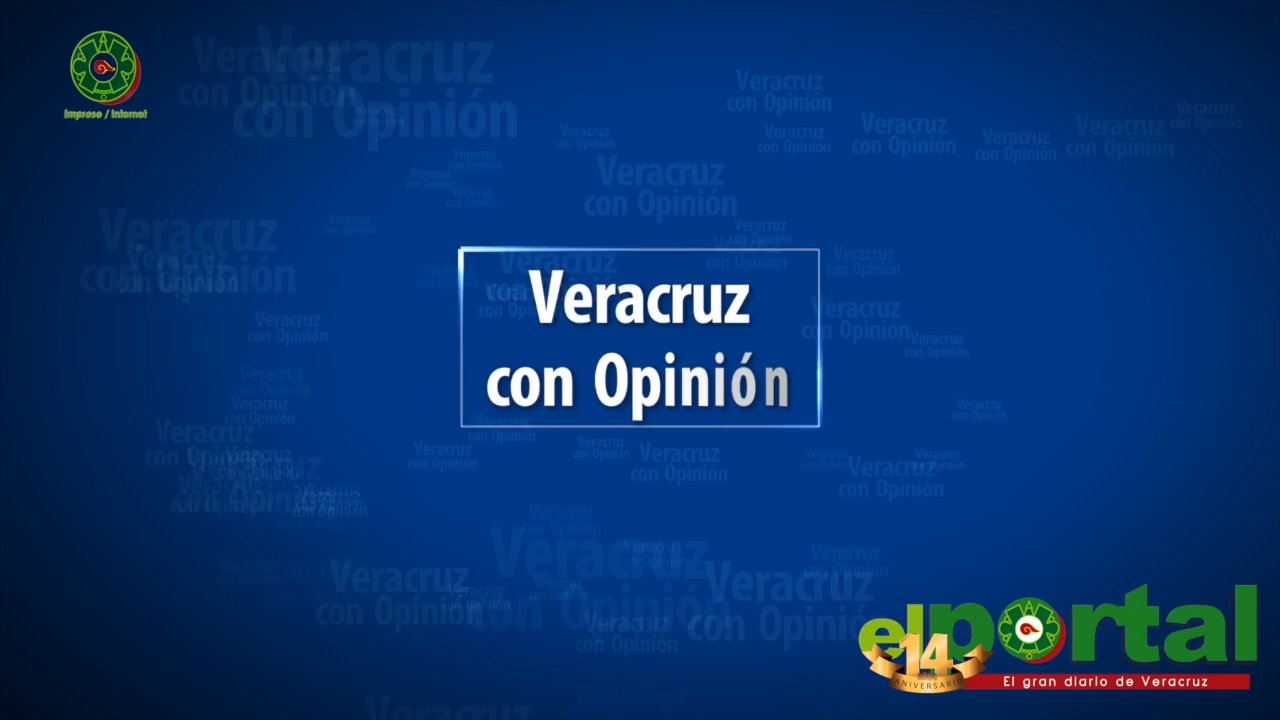 Impreso / Internet
Veracruz
con Opinión
el portal
14
ANIVERSARIO
El gran diario de Veracruz